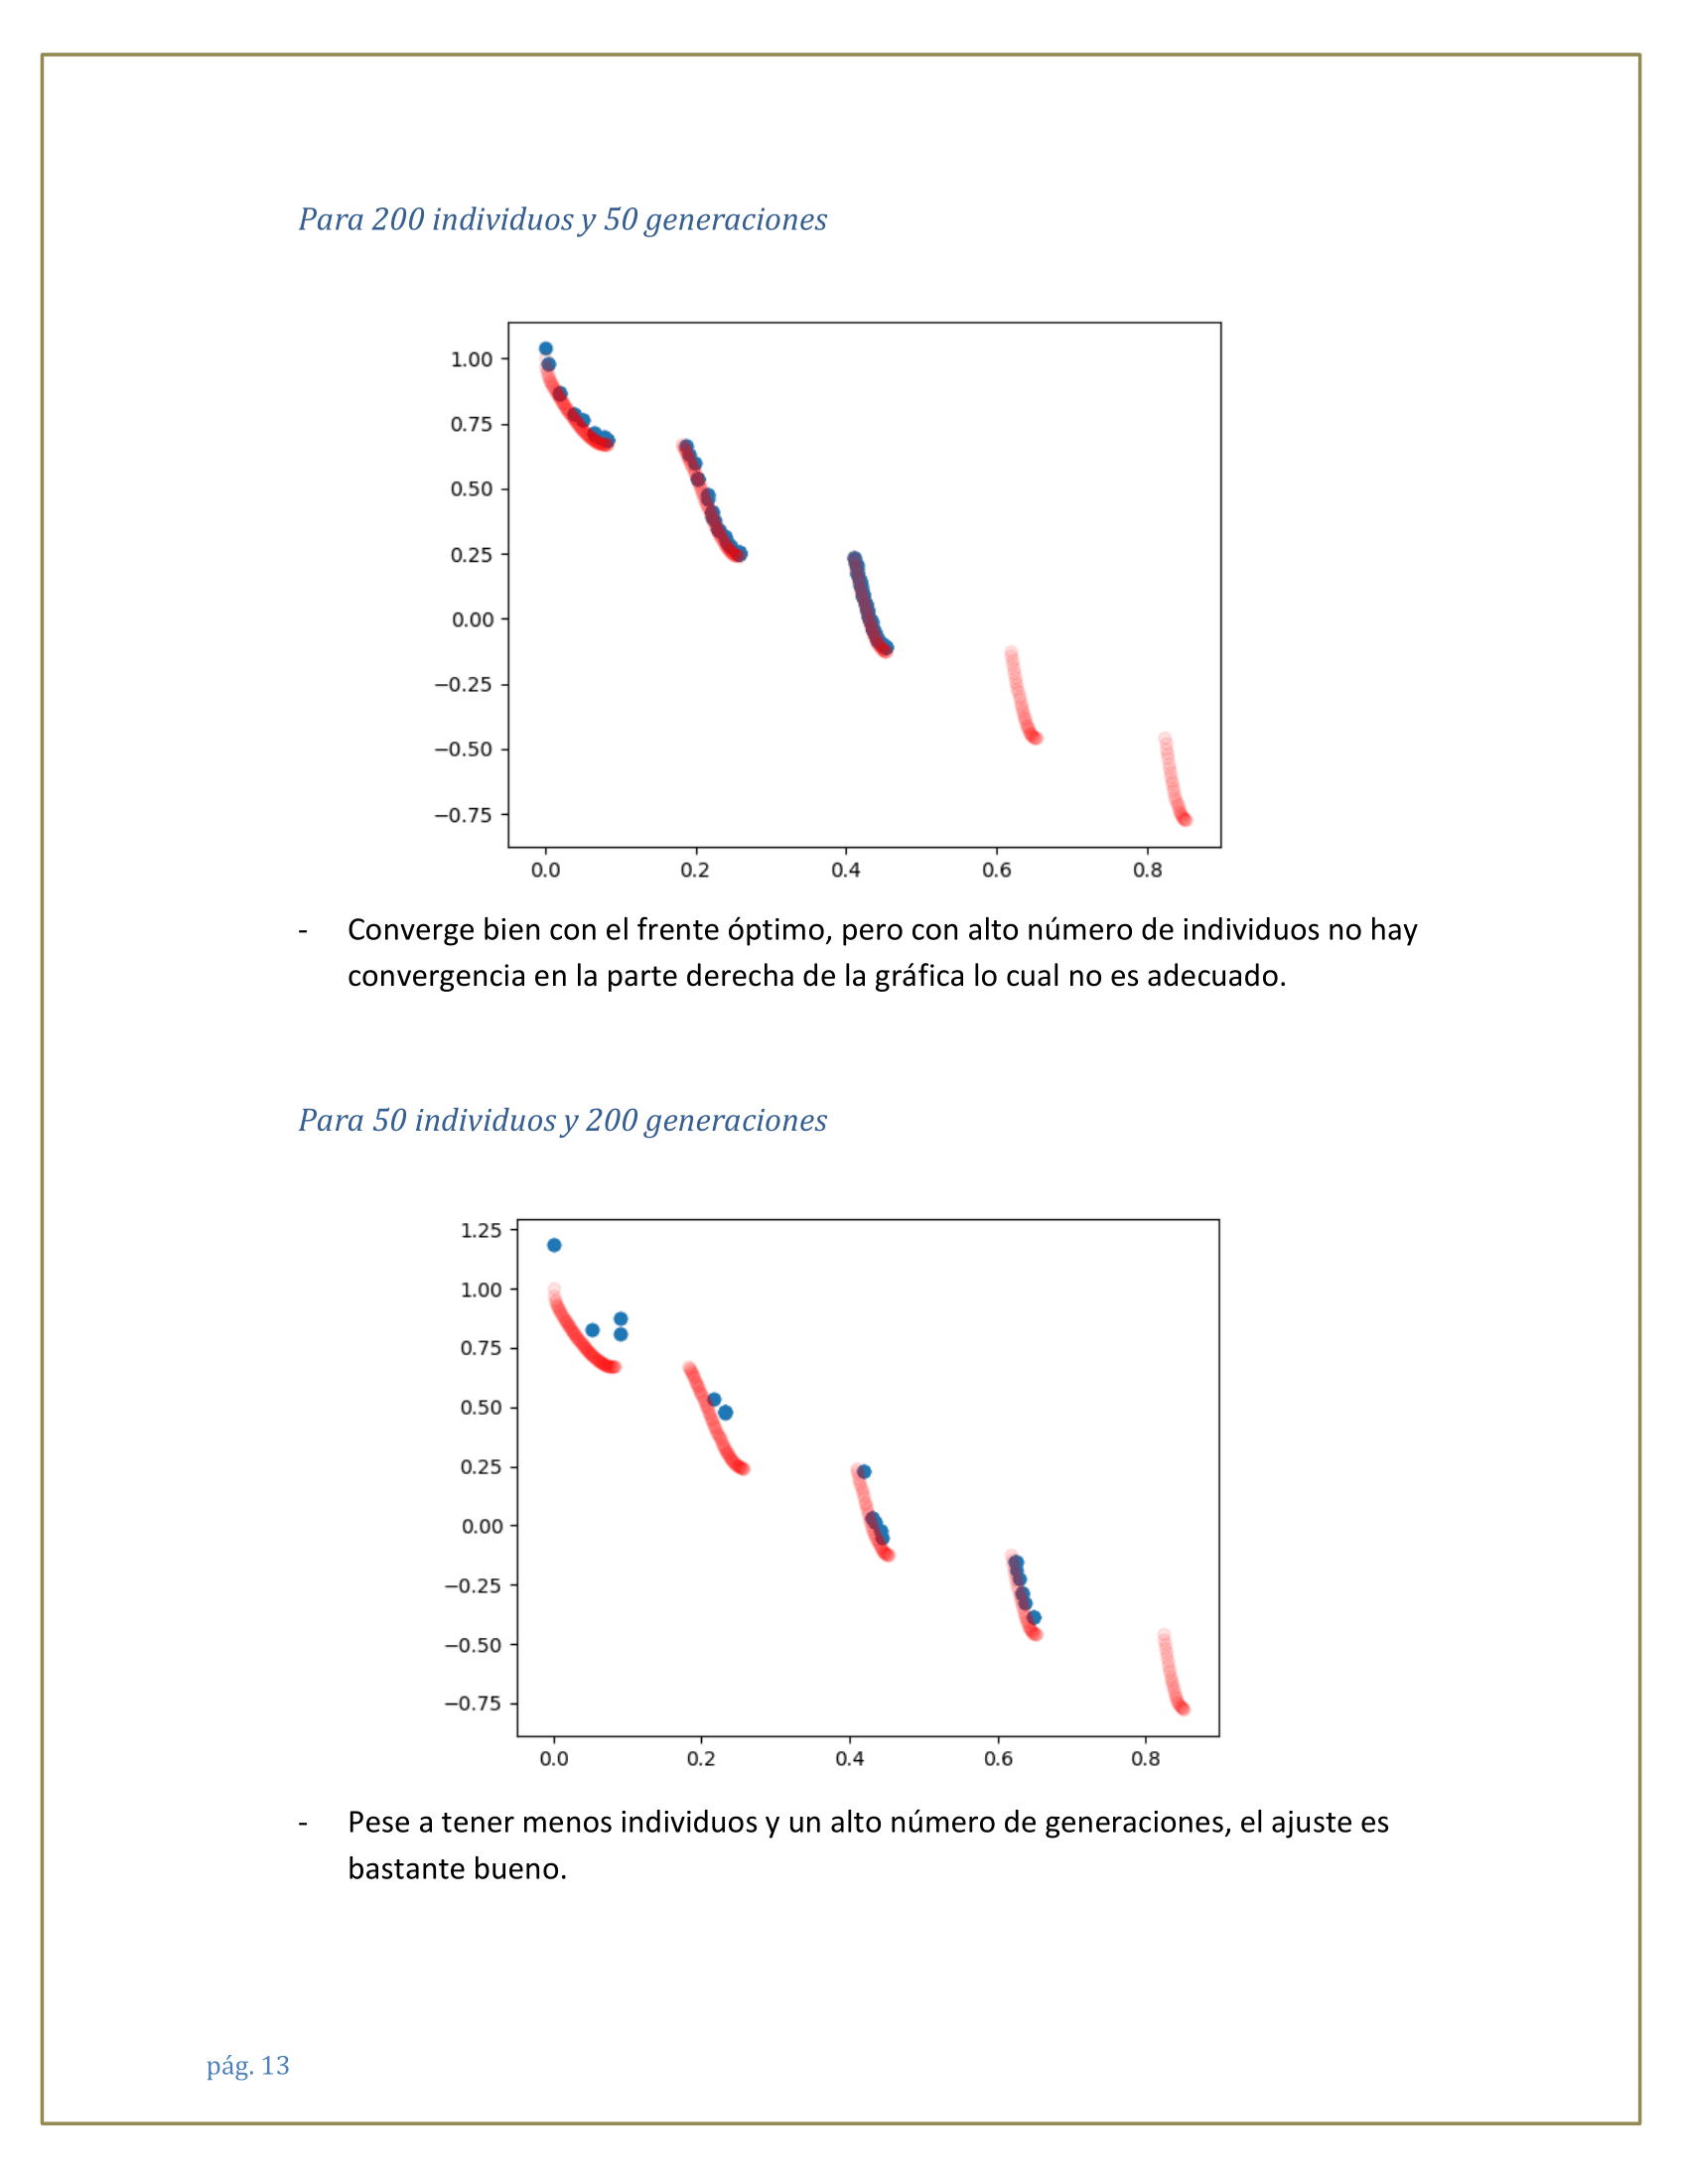 Para 200 individuos y 50 generaciones
1.00
0.75
0.50
0.25
0.00
−0.25
−0.50
−0.75
0.0 0.2 0.4 0.6 0.8
- Converge bien con el frente óptimo, pero con alto número de individuos no hay
convergencia en la parte derecha de la gráfica lo cual no es adecuado.
Para 50 individuos y 200 generaciones
1.25
1.00
0.75
0.50
0.25
0.00
−0.25
−0.50
−0.75
0.0 0.2 0.4 0.6 0.8
- Pese a tener menos individuos y un alto número de generaciones, el ajuste es
bastante bueno.
pág. 13